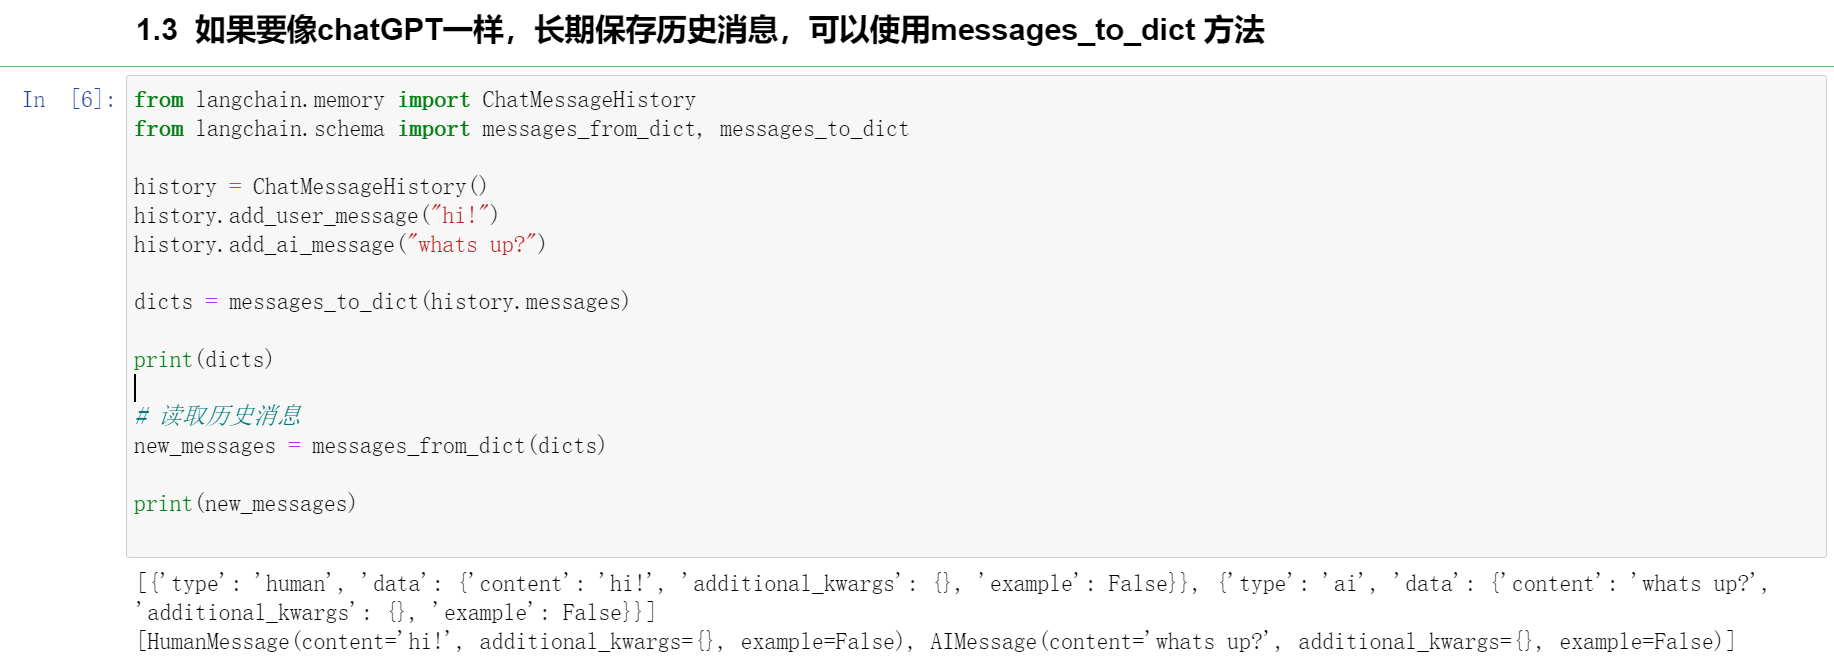 1.3 如果要像chatGPT一样，长期保存历史消息，可以使用messages_to_dict 方法
In [6]:
from langchain.memory import ChatMessageHistory
from langchain.schema import messages_from_dict, messages_to_dict
history = ChatMessageHistory()
history.add_user_message("hi!")
history.add_ai_message("whats up?")
dicts = messages_to_dict(history.messages)
print(dicts)
# 读取历史消息
new_messages = messages_from_dict(dicts)
print(new_messages)
[{'type': 'human', 'data': {'content': 'hi!', 'additional_kwargs': {}, 'example': False}}, {'type': 'ai', 'data': {'content': 'whats up?',
'additional_kwargs': {}, 'example': False}}]
[HumanMessage(content='hi!', additional_kwargs={}, example=False), AIMessage(content='whats up?', additional_kwargs={}, example=False)]